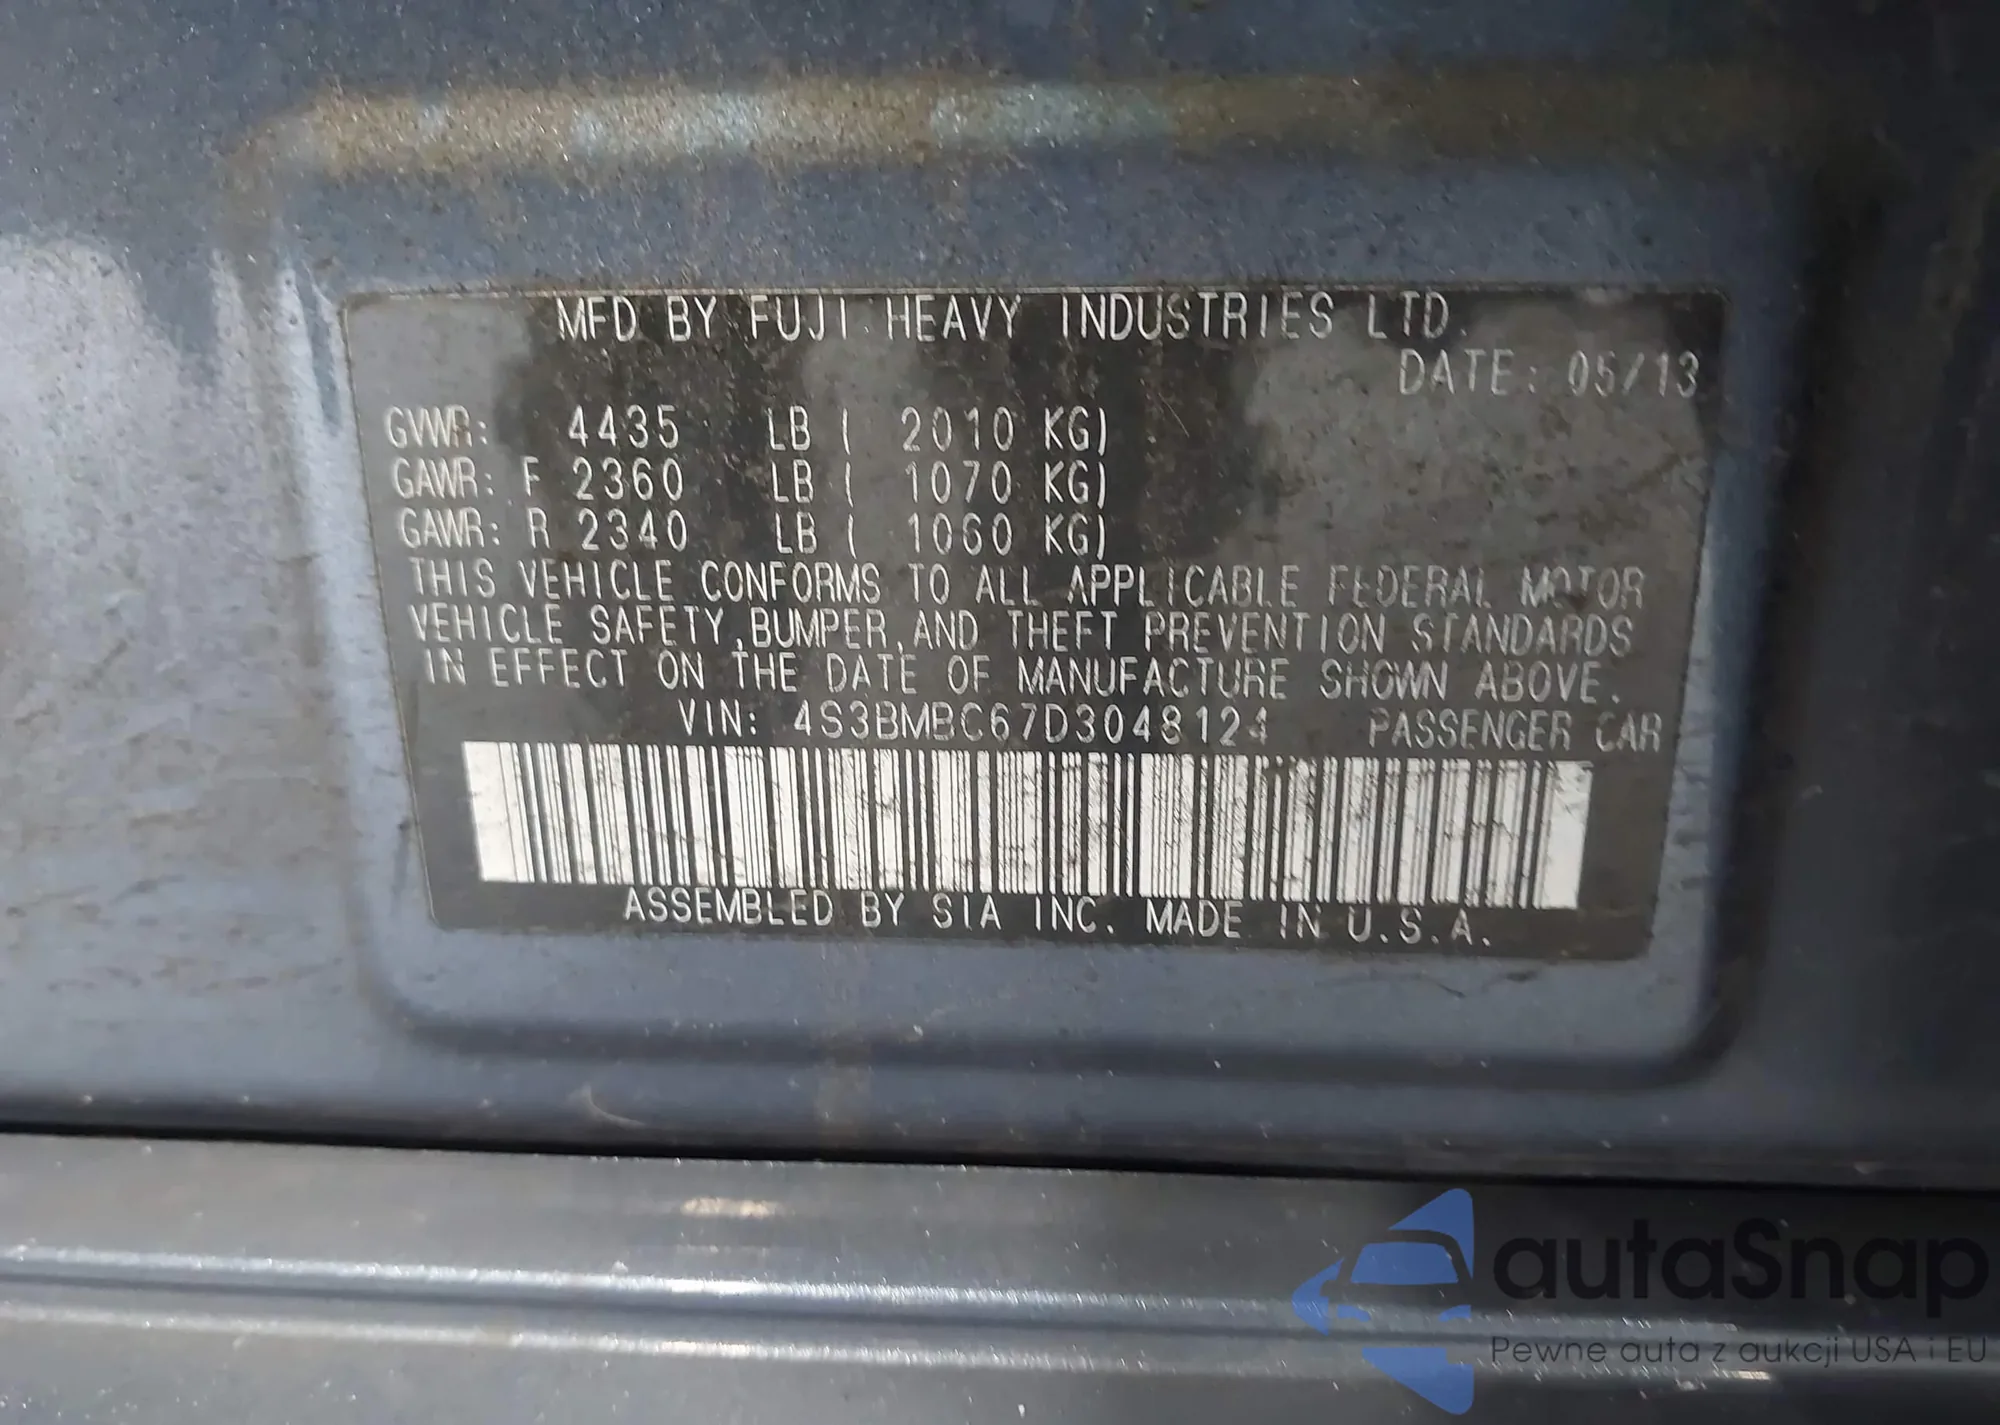 MFD BY FUJI HEAVY INDUSTRIES LTD.
DATE: 05/13
GVWR: 4435 LB ( 2010 KG)
GAWR: F 2360 LB ( 1070 KG)
GAWR: R 2340 LB ( 1060 KG)
THIS VEHICLE CONFORMS TO ALL APPLICABLE FEDERAL MOTOR
VEHICLE SAFETY,BUMPER,AND THEFT PREVENTION STANDARDS
IN EFFECT ON THE DATE OF MANUFACTURE SHOWN ABOVE.
VIN: 4S3BMBC67D3048124 PASSENGER CAR
ASSEMBLED BY SIA INC. MADE IN U.S.A.
autaSnap
Pewne auta z aukcji USA i EU